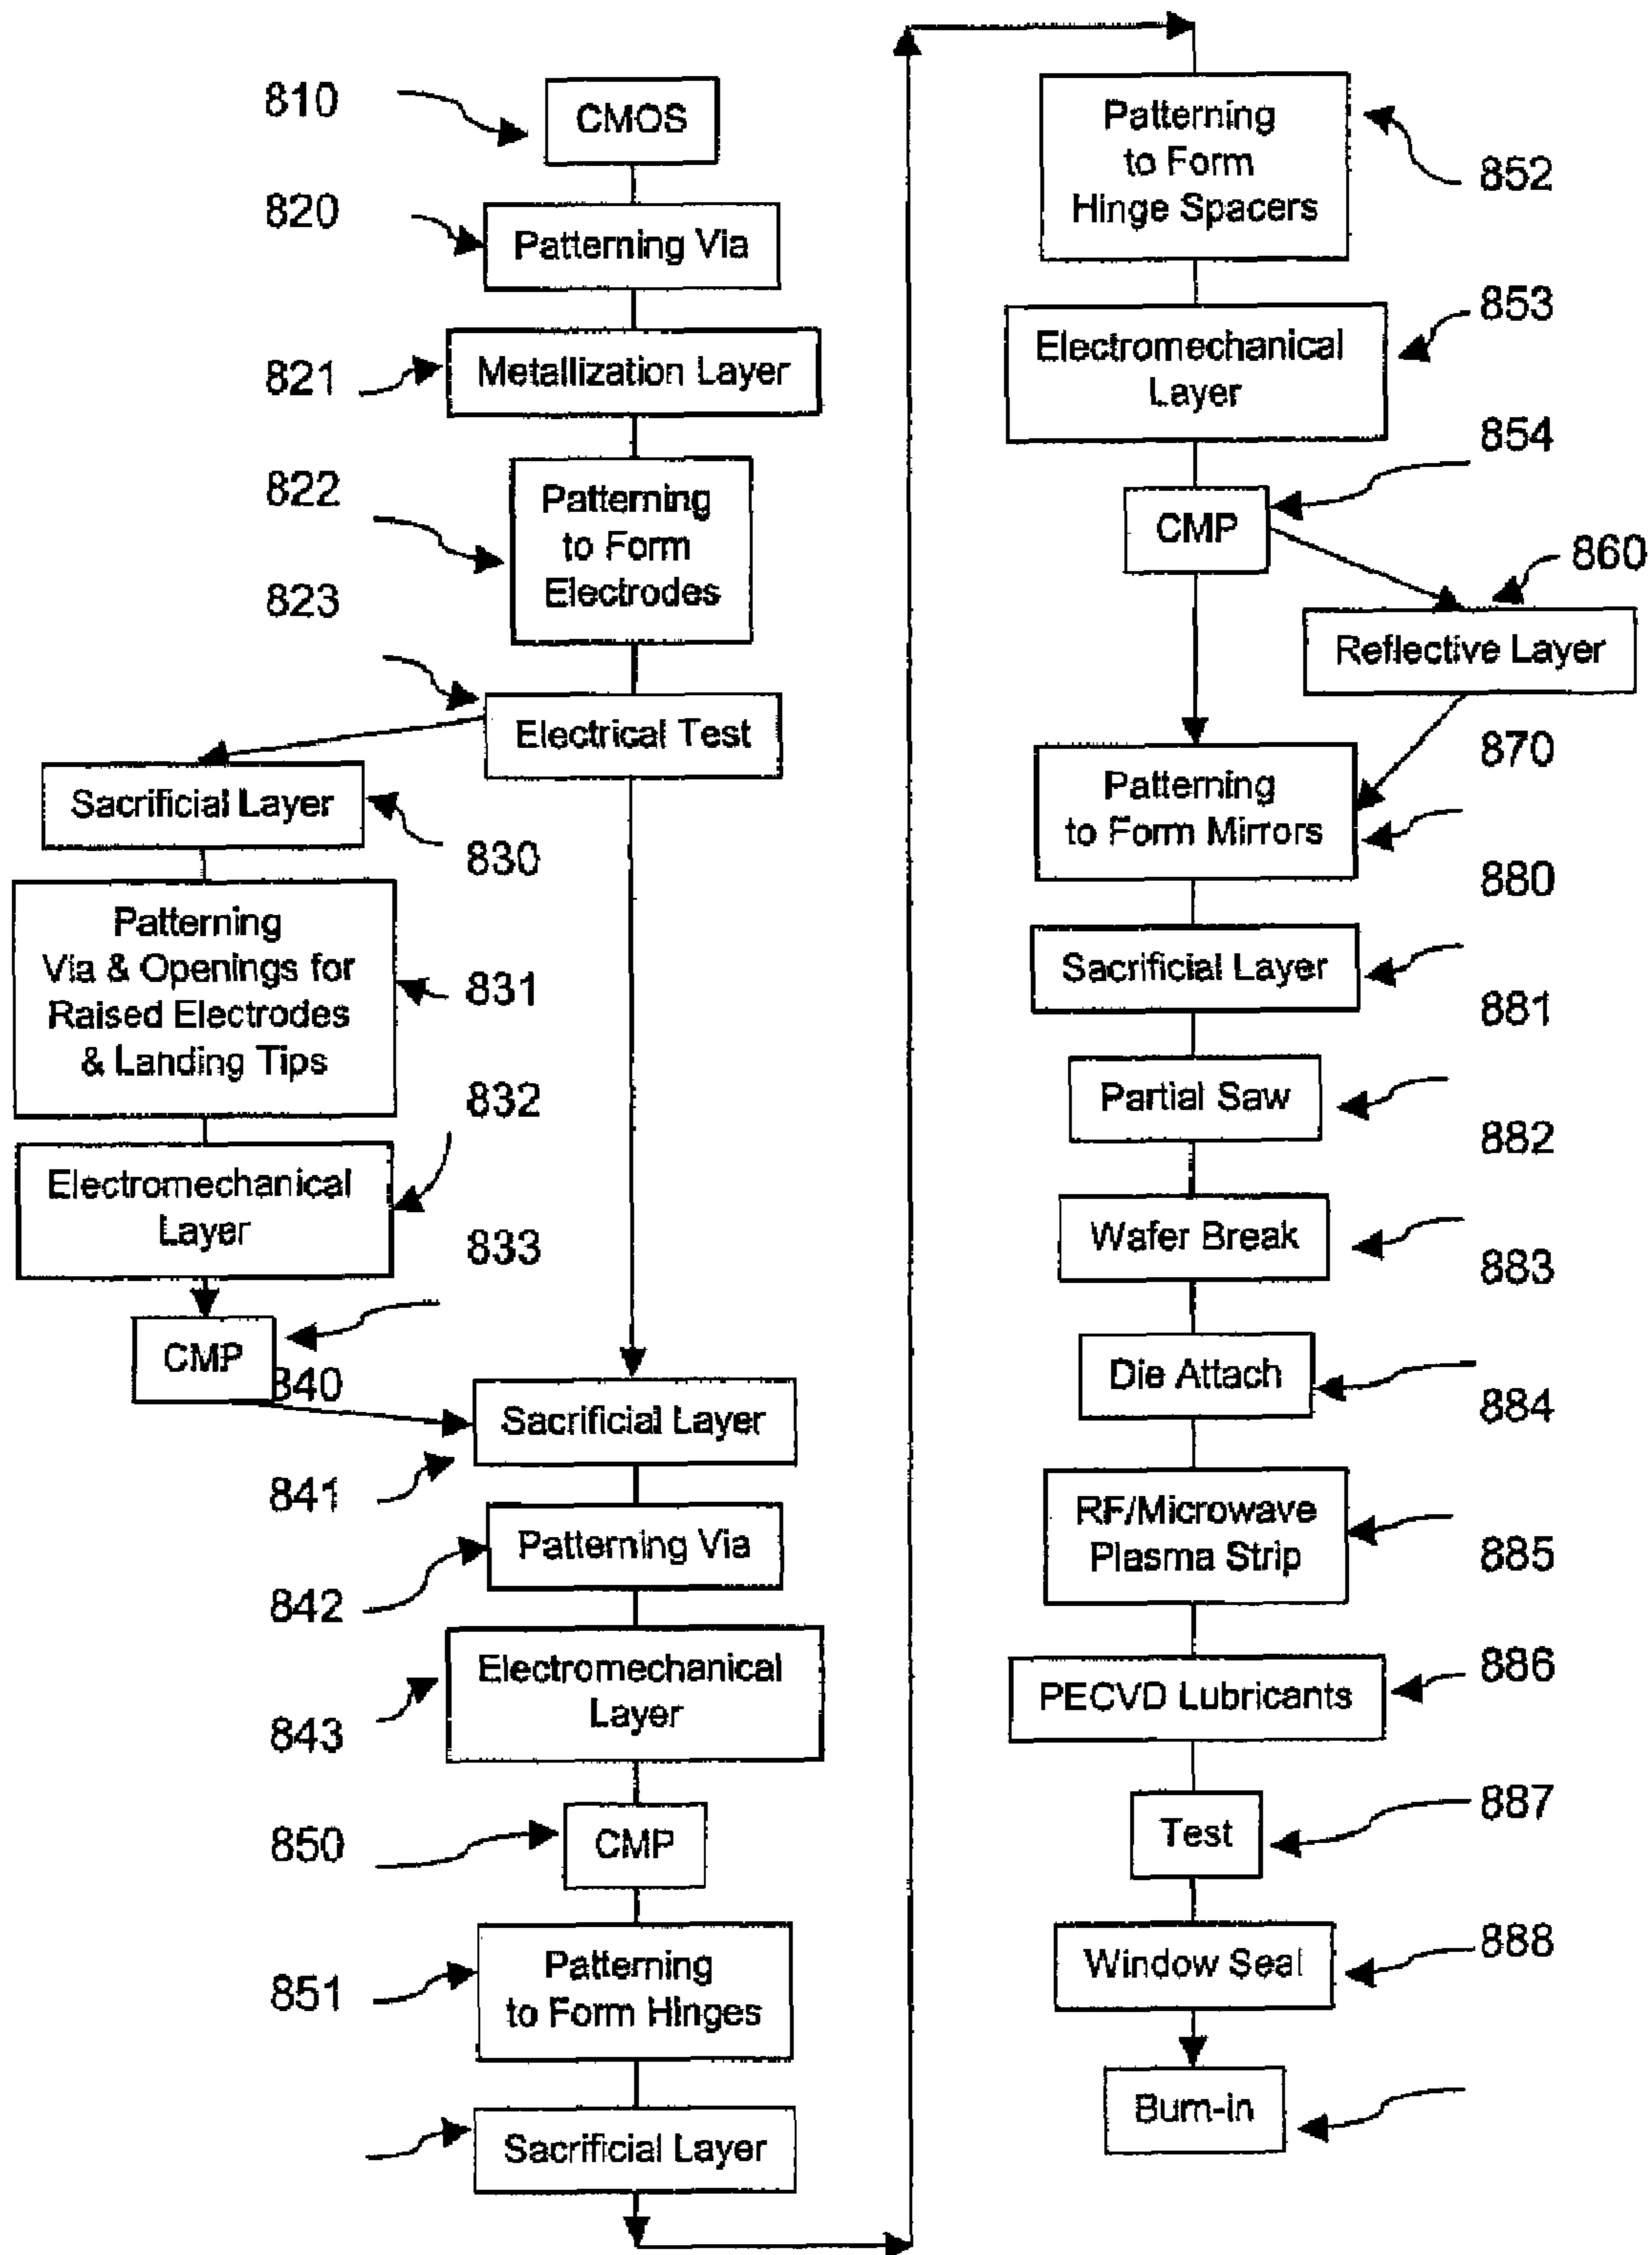 810
CMOS
820
Patterning Via
821
Metallization Layer
822
Patterning
to Form
Electrodes
823
Electrical Test
Sacrificial Layer
830
Patterning
Via & Openings for
Raised Electrodes
& Landing Tips
831
832
Electromechanical
Layer
833
CMP
840
Sacrificial Layer
841
Patterning Via
842
Electromechanical
Layer
843
CMP
850
Patterning
to Form Hinges
851
Sacrificial Layer
Patterning
to Form
Hinge Spacers
852
853
Electromechanical
Layer
854
CMP
860
Reflective Layer
870
Patterning
to Form Mirrors
880
Sacrificial Layer
881
Partial Saw
882
Wafer Break
883
Die Attach
884
RF/Microwave
Plasma Strip
885
PECVD Lubricants
886
Test
887
Window Seal
888
Burn-in